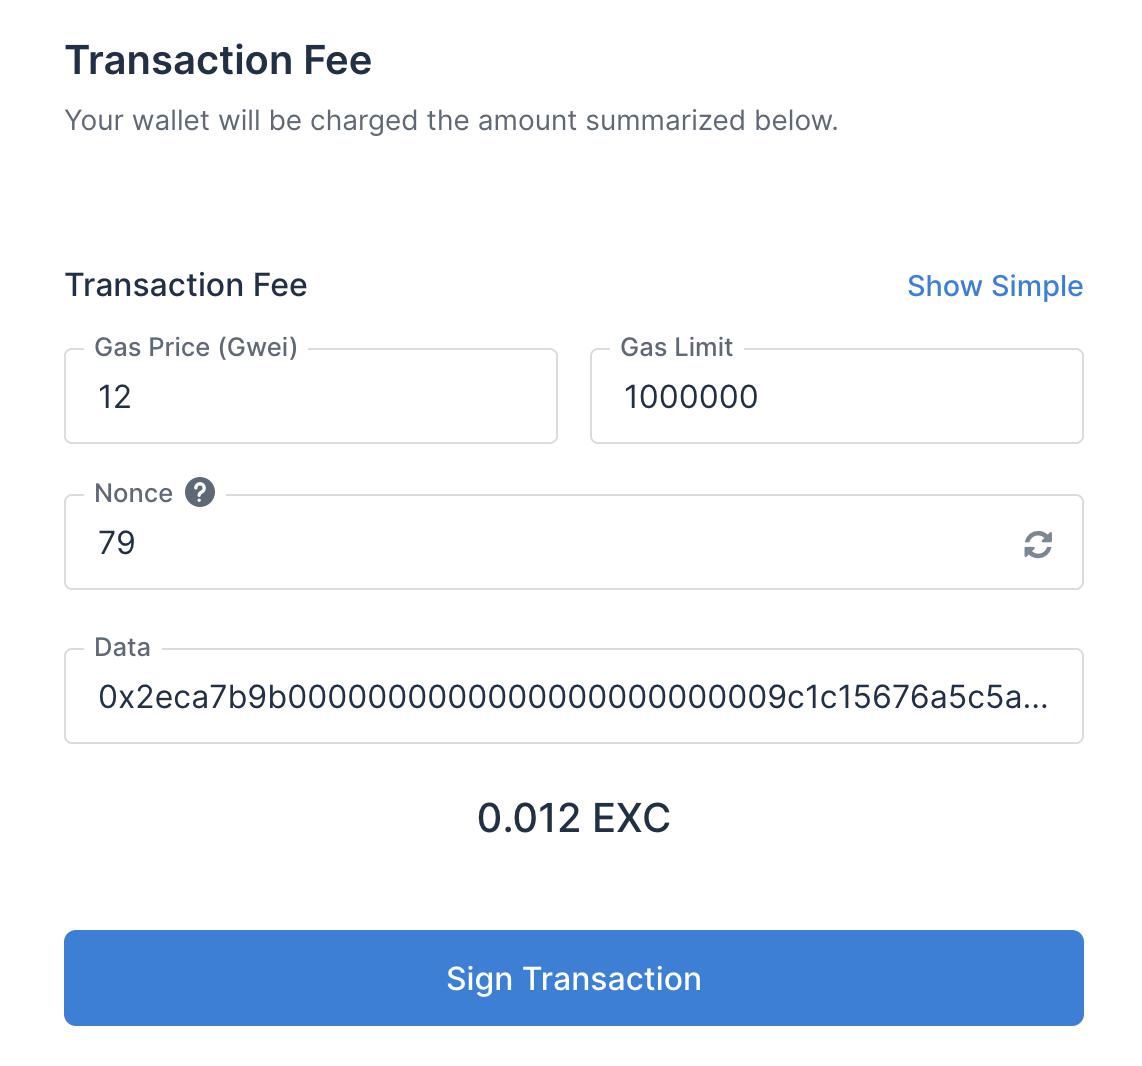 Transaction Fee
Your wallet will be charged the amount summarized below.
Transaction Fee
Show Simple
Gas Price (Gwei)
12
Gas Limit
1000000
Nonce ?
79
Data
0x2eca7b9b0000000000000000000000009c1c15676a5c5a...
0.012 EXC
Sign Transaction